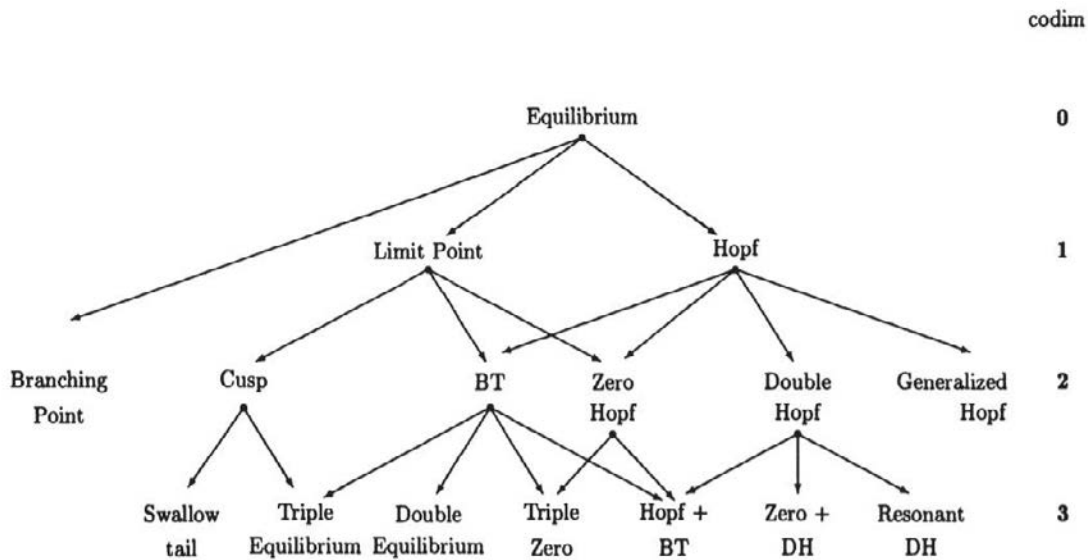 codim
Equilibrium 0
Limit Point Hopf 1
Branching Cusp BT Zero Double Generalized 2
Point Hopf Hopf Hopf
Swallow Triple Double Triple Hopf + Zero + Resonant 3
tail Equilibrium Equilibrium Zero BT DH DH